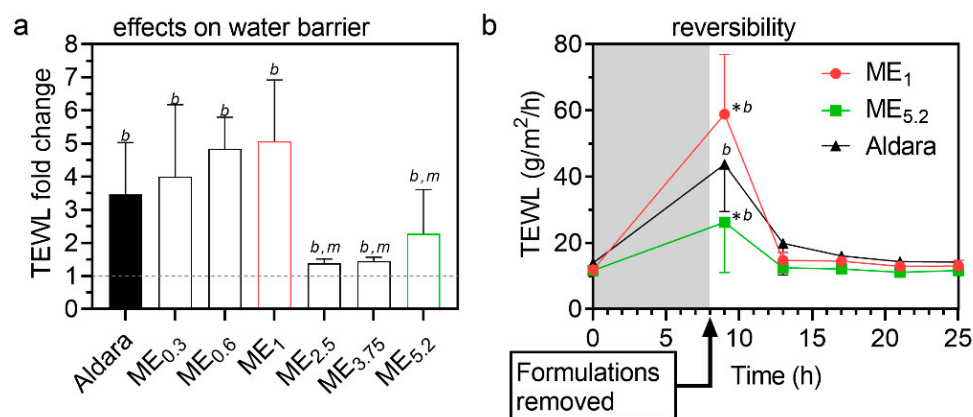 a
effects on water barrier
TEWL fold change
8
7
6
5
4
3
2
1
0
b
b
b
b
b,m
b,m
b,m
Aldara
ME0.3
ME0.6
ME1
ME2.5
ME3.75
ME5.2
b
reversibility
TEWL (g/m²/h)
80
60
40
20
0
ME1
ME5.2
Aldara
*b
b
*b
0
5
10
15
20
25
Time (h)
Formulations
removed